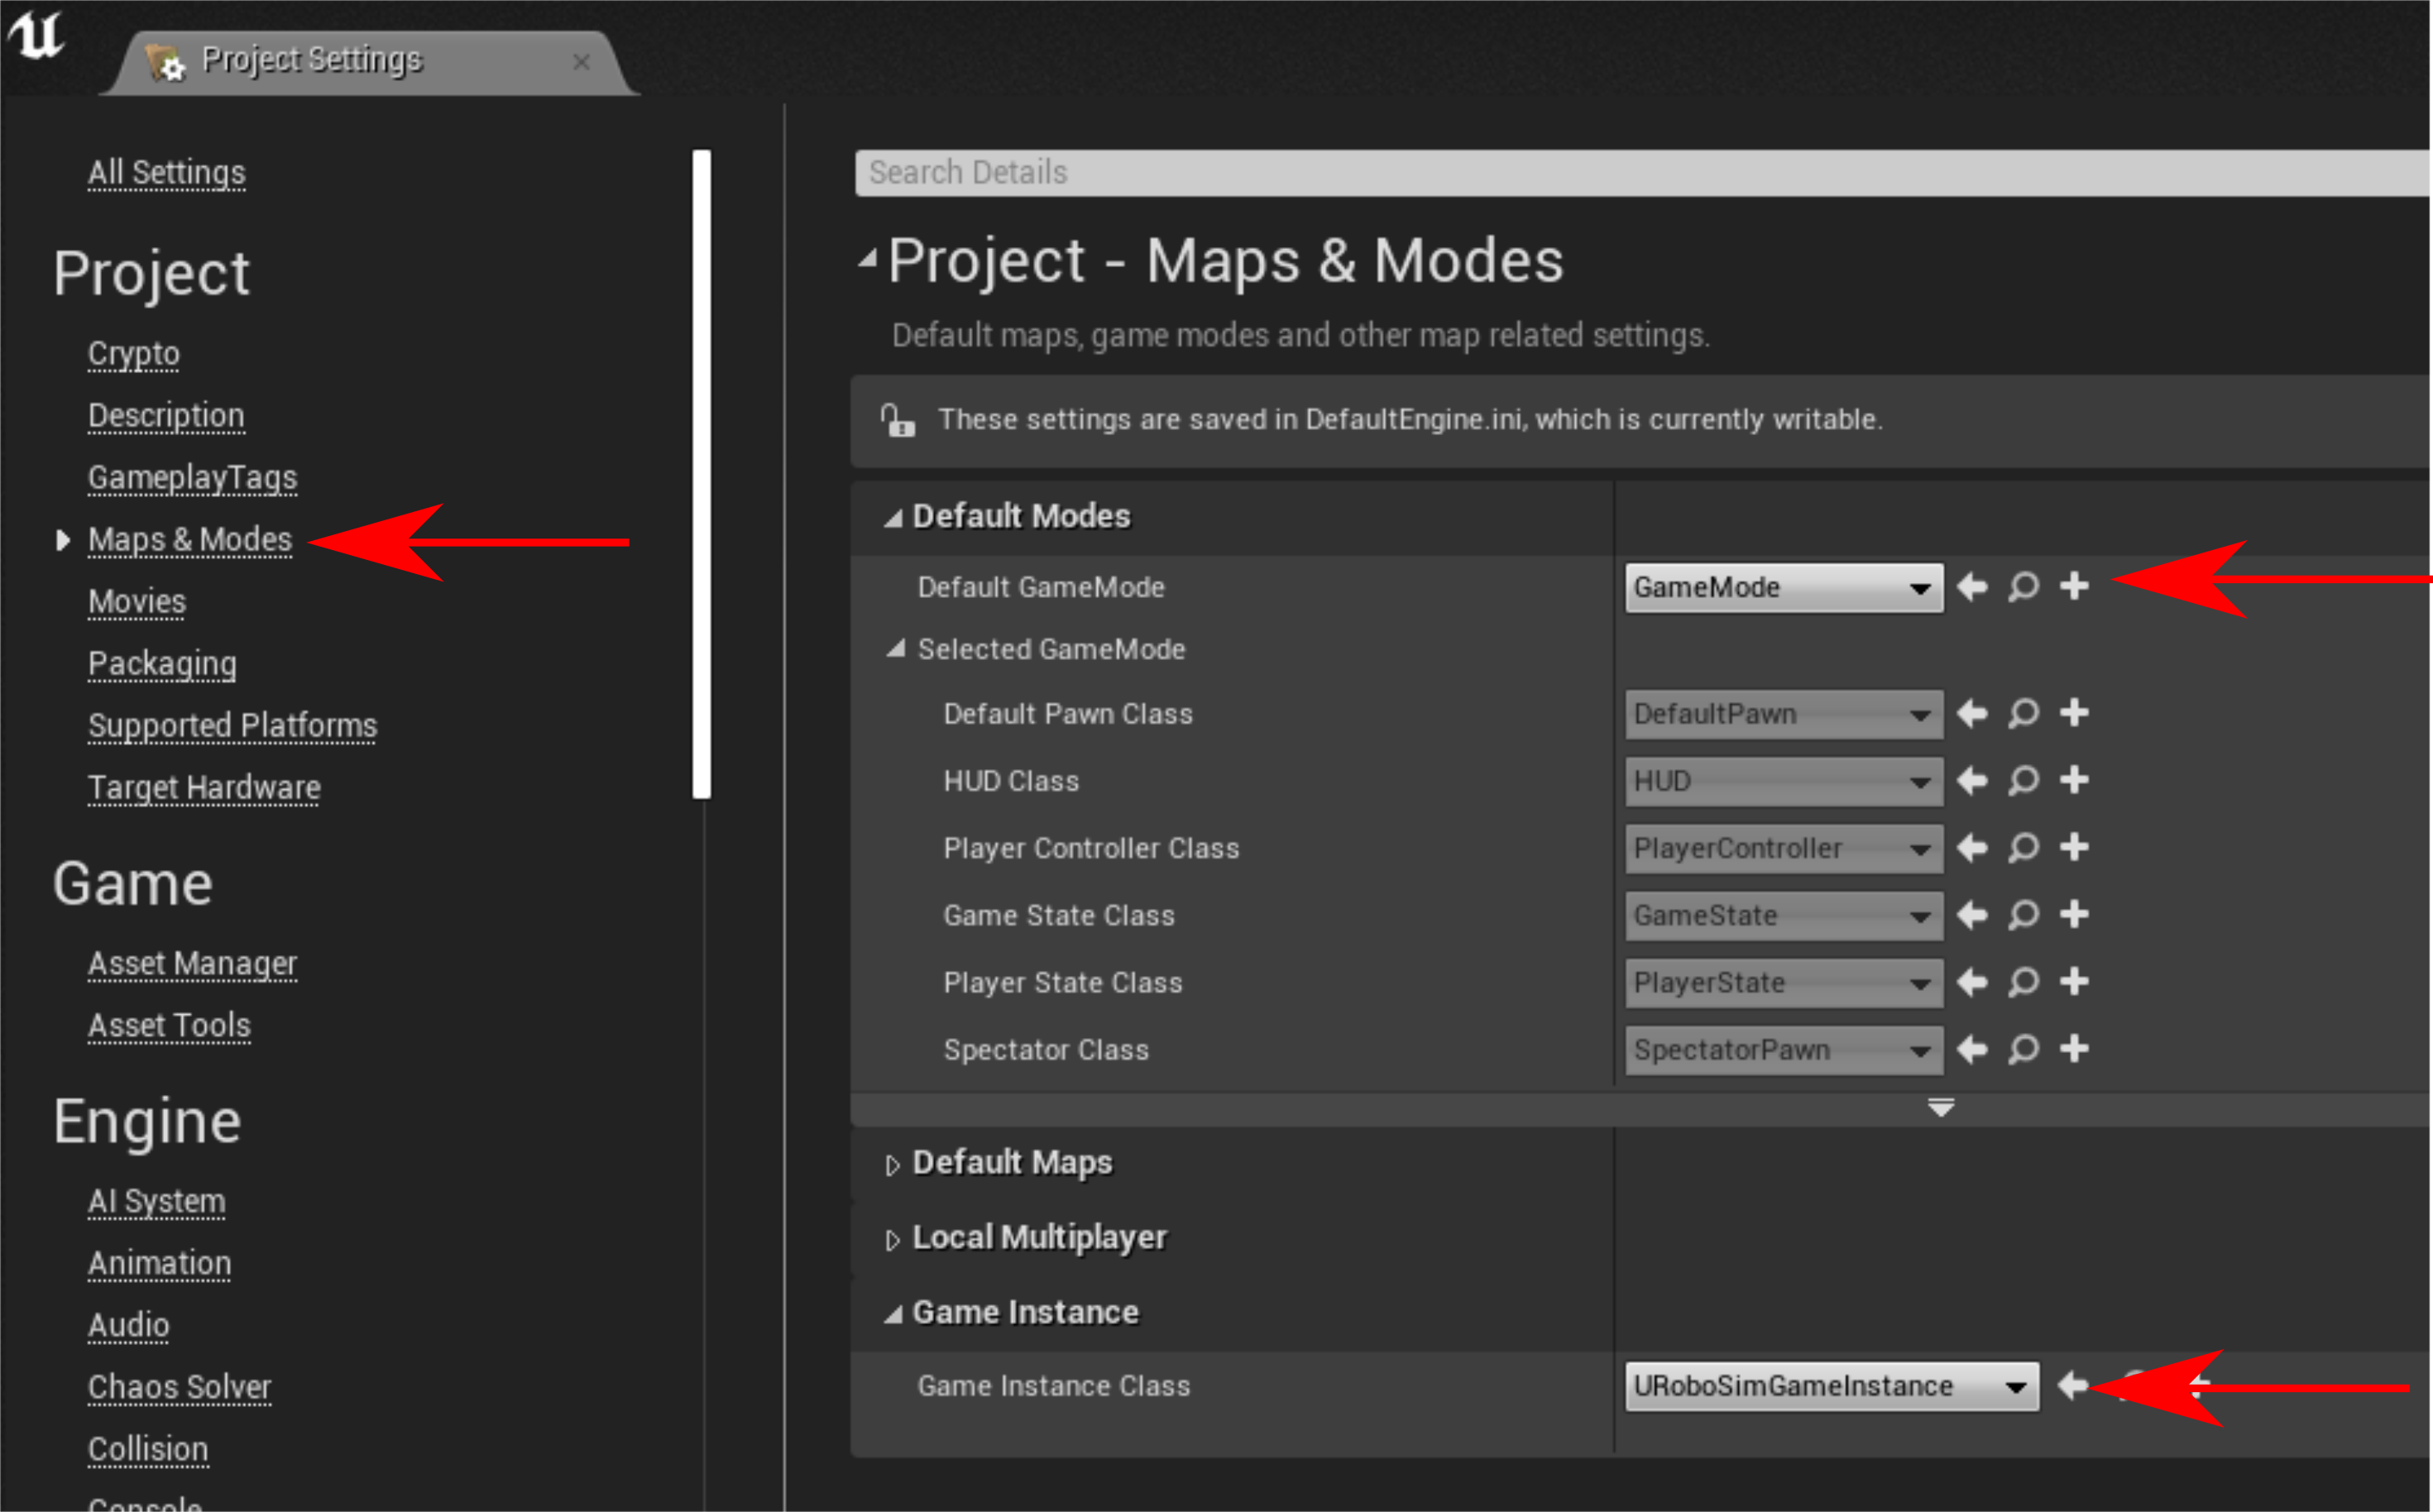 Project Settings
All Settings
Project
Crypto
Description
GameplayTags
Maps & Modes
Movies
Packaging
Supported Platforms
Target Hardware
Game
Asset Manager
Asset Tools
Engine
AI System
Animation
Audio
Chaos Solver
Collision
Console
Search Details
Project - Maps & Modes
Default maps, game modes and other map related settings.
These settings are saved in DefaultEngine.ini, which is currently writable.
Default Modes
Default GameMode GameMode
Selected GameMode
Default Pawn Class DefaultPawn
HUD Class HUD
Player Controller Class PlayerController
Game State Class GameState
Player State Class PlayerState
Spectator Class SpectatorPawn
Default Maps
Local Multiplayer
Game Instance
Game Instance Class URoboSimGameInstance